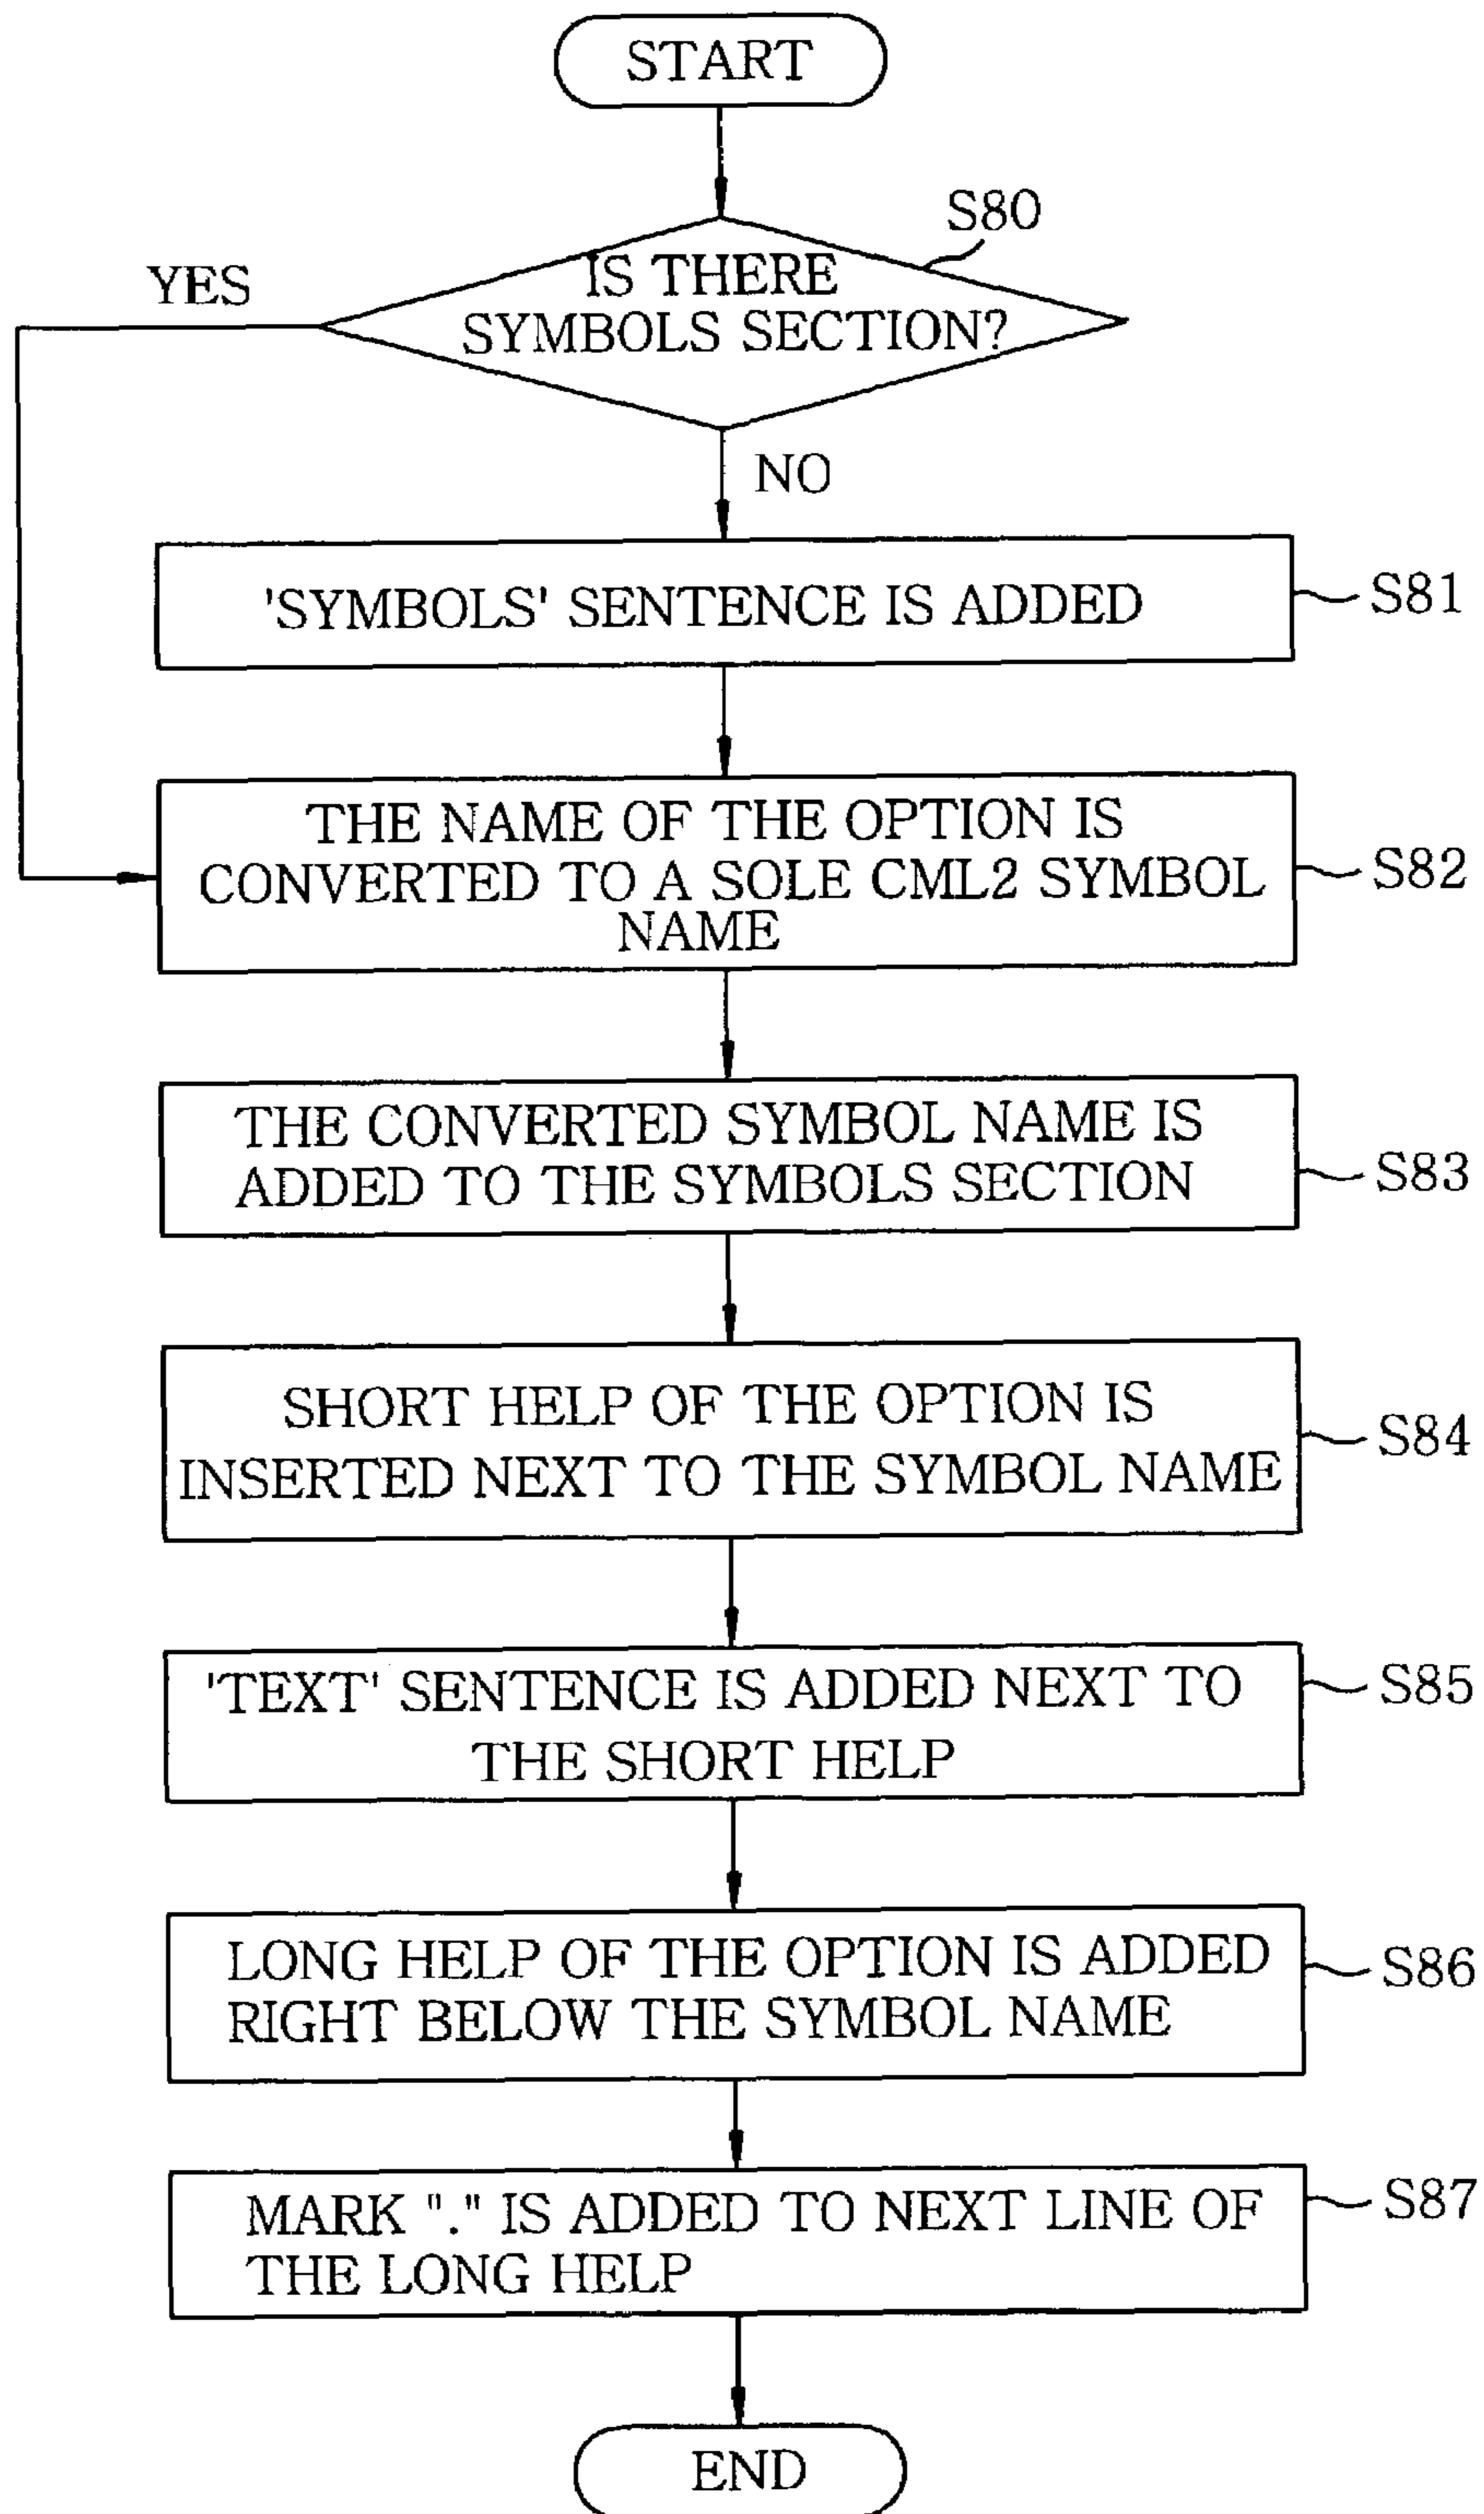 START
S80
YES
IS THERE
SYMBOLS SECTION?
NO
'SYMBOLS' SENTENCE IS ADDED
S81
THE NAME OF THE OPTION IS
CONVERTED TO A SOLE CML2 SYMBOL
NAME
S82
THE CONVERTED SYMBOL NAME IS
ADDED TO THE SYMBOLS SECTION
S83
SHORT HELP OF THE OPTION IS
INSERTED NEXT TO THE SYMBOL NAME
S84
'TEXT' SENTENCE IS ADDED NEXT TO
THE SHORT HELP
S85
LONG HELP OF THE OPTION IS ADDED
RIGHT BELOW THE SYMBOL NAME
S86
MARK "." IS ADDED TO NEXT LINE OF
THE LONG HELP
S87
END